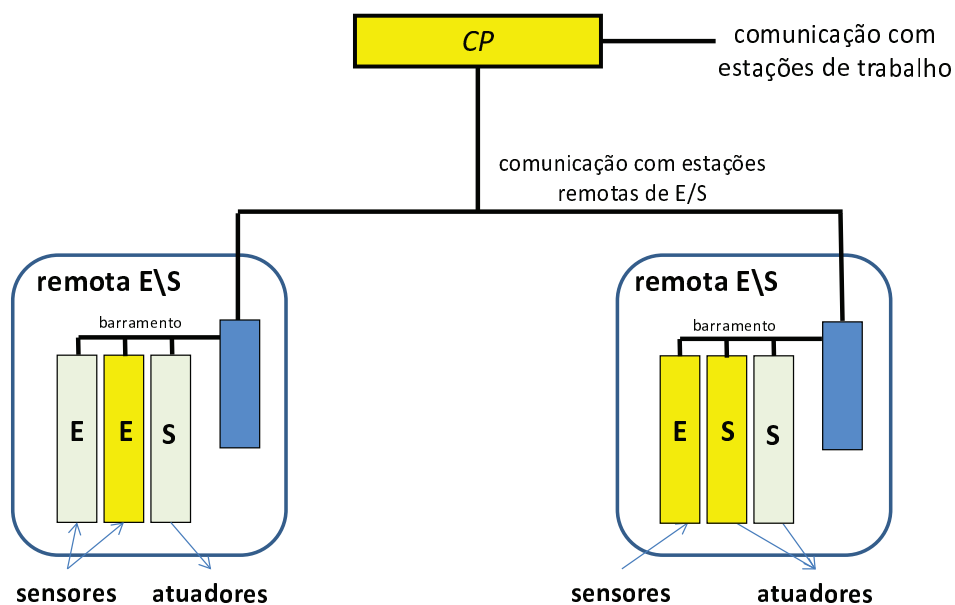 CP
comunicação com
estações de trabalho
comunicação com estações
remotas de E/S
remota E\S
barramento
E
E
S
sensores
atuadores
remota E\S
barramento
E
S
S
sensores
atuadores